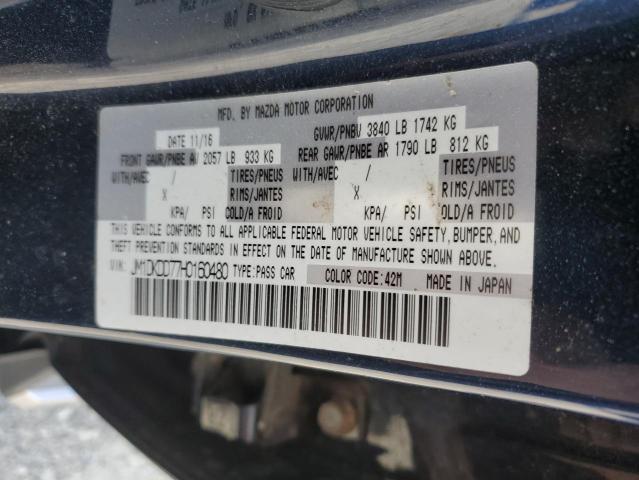 MFD. BY MAZDA MOTOR CORPORATION
DATE 11/16 GVWR/PNBV 3840 LB 1742 KG
FRONT GAWR/PNBE AV 2057 LB 933 KG REAR GAWR/PNBE AR 1790 LB 812 KG
WITH/AVEC / TIRES/PNEUS WITH/AVEC / TIRES/PNEUS
X RIMS/JANTES X RIMS/JANTES
KPA/ PSI COLD/A FROID KPA/ PSI COLD/A FROID
THIS VEHICLE CONFORMS TO ALL APPLICABLE FEDERAL MOTOR VEHICLE SAFETY, BUMPER, AND
THEFT PREVENTION STANDARDS IN EFFECT ON THE DATE OF MANUFACTURE SHOWN ABOVE.
VIN: JM1DKDD77H0160480 TYPE:PASS CAR COLOR CODE:42M MADE IN JAPAN